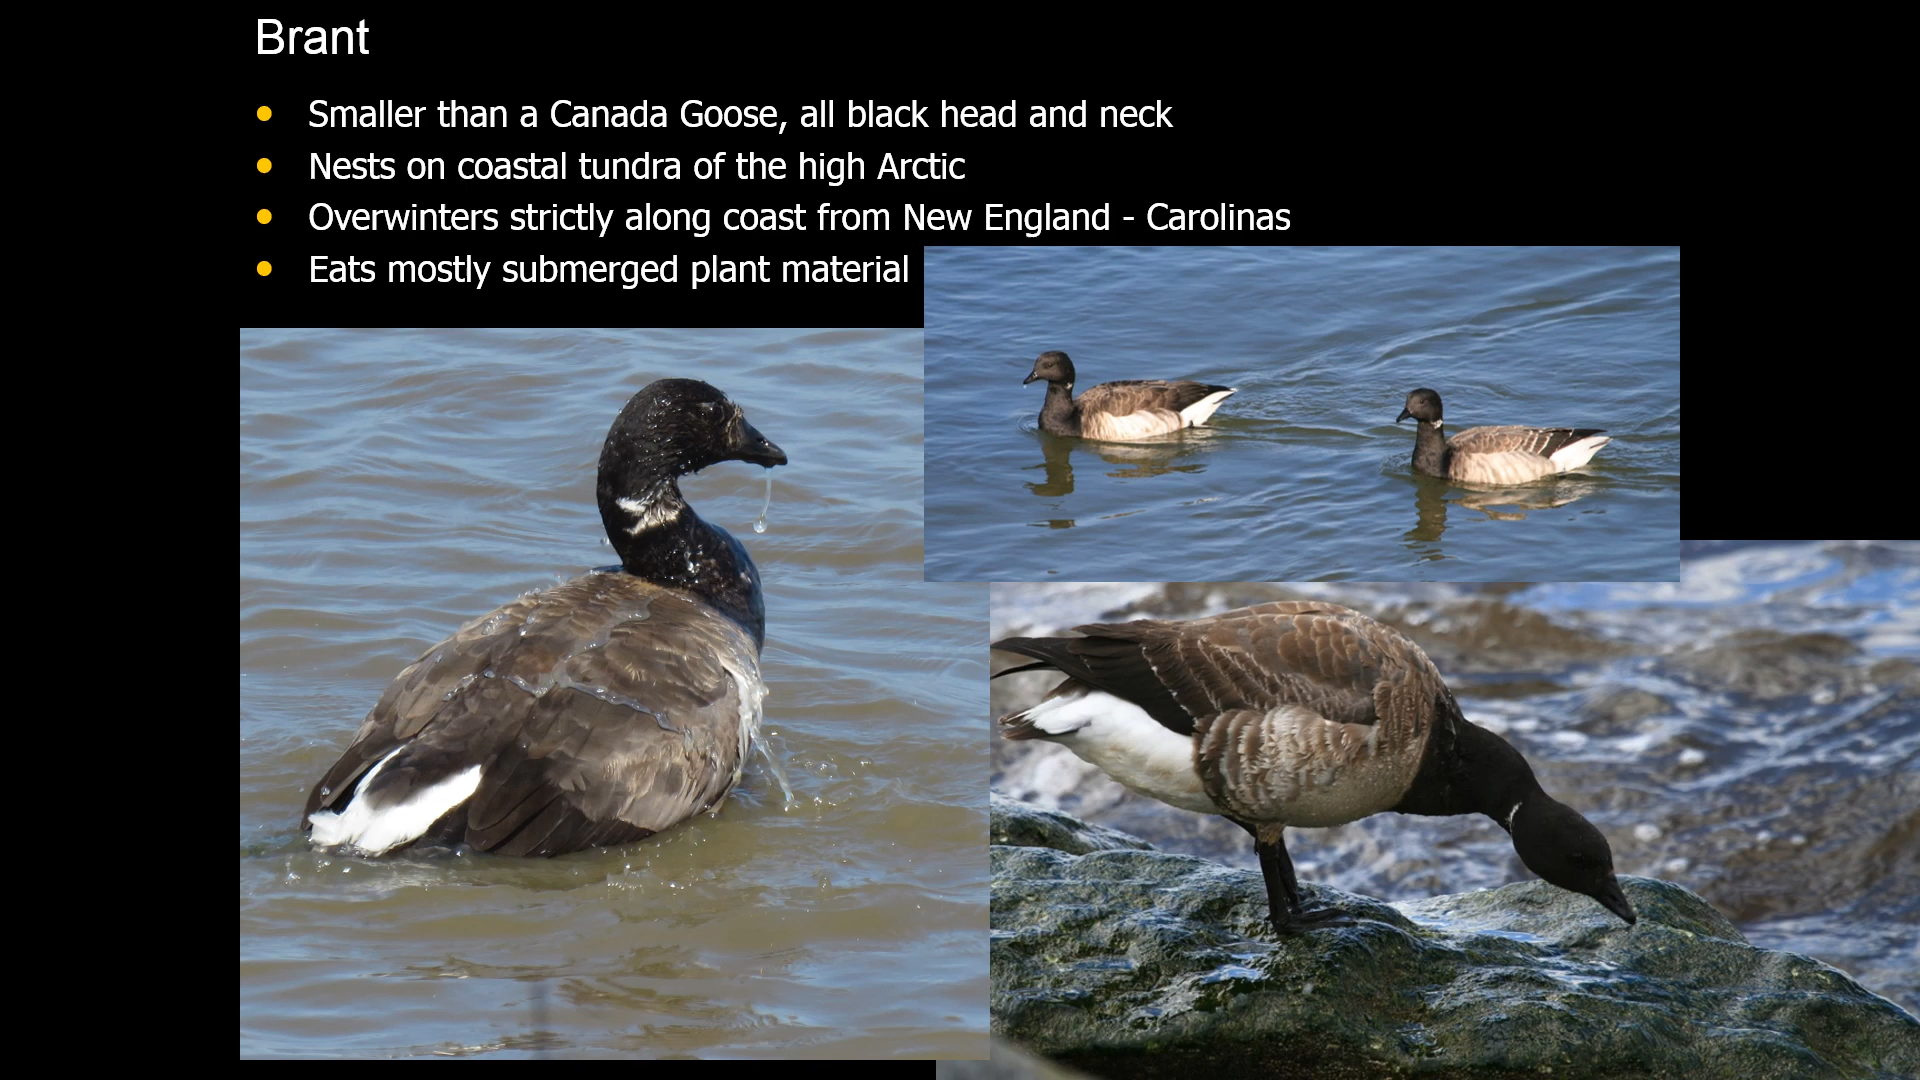 Brant
• Smaller than a Canada Goose, all black head and neck
• Nests on coastal tundra of the high Arctic
• Overwinters strictly along coast from New England - Carolinas
• Eats mostly submerged plant material